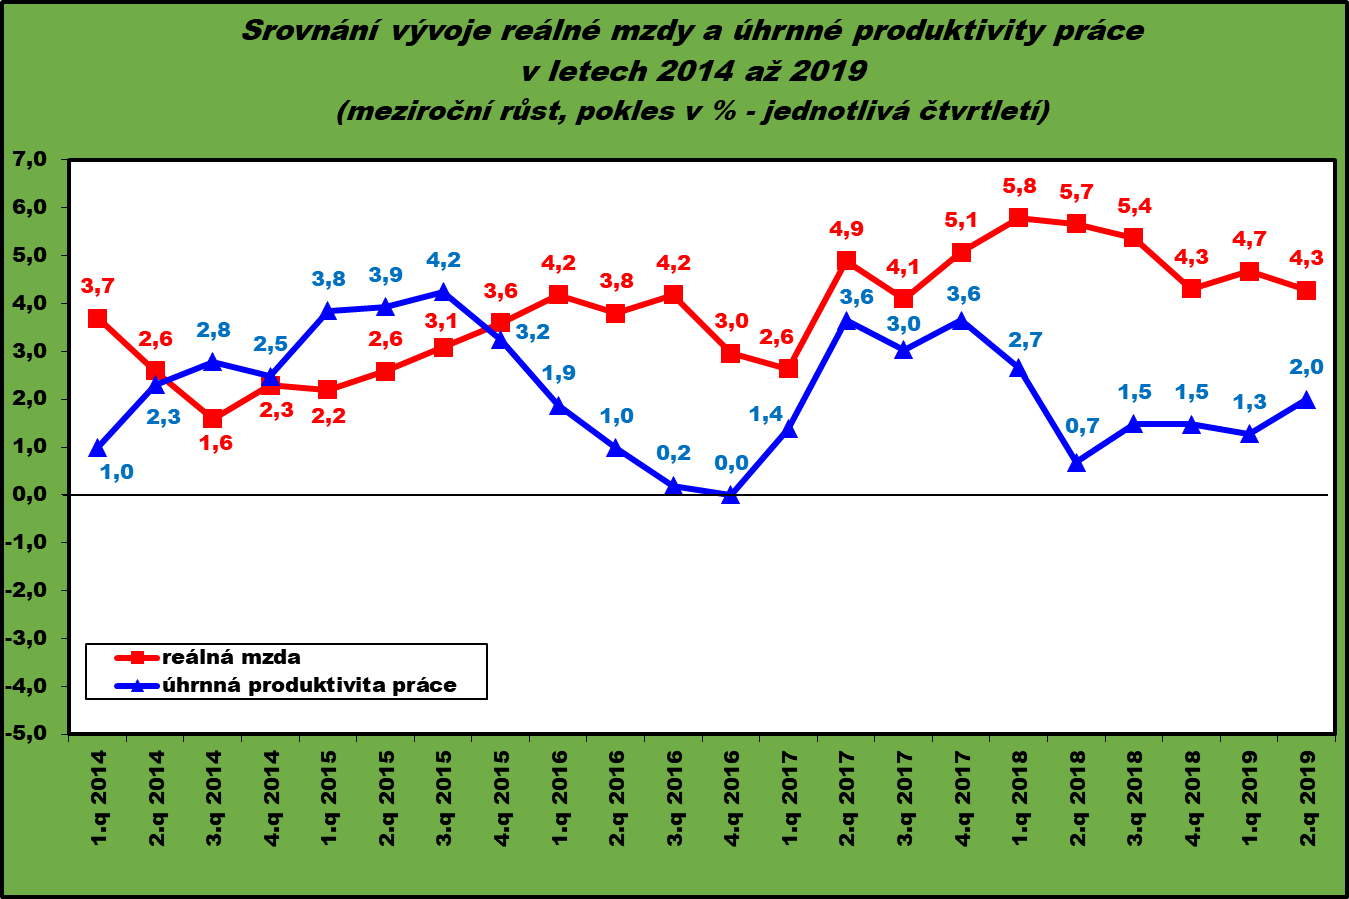 Srovnání vývoje reálné mzdy a úhrnné produktivity práce
v letech 2014 až 2019
(meziroční růst, pokles v % - jednotlivá čtvrtletí)
7,0
6,0
5,0
4,0
3,0
2,0
1,0
0,0
-1,0
-2,0
-3,0
-4,0
-5,0
3,7
2,6
1,6
2,3
2,2
2,6
3,1
3,6
4,2
3,8
4,2
3,0
2,6
4,9
4,1
5,1
5,8
5,7
5,4
4,3
4,7
4,3
1,0
2,3
2,8
2,5
3,8
3,9
4,2
3,2
1,9
1,0
0,2
0,0
1,4
3,6
3,0
3,6
2,7
0,7
1,5
1,5
1,3
2,0
reálná mzda
úhrnná produktivita práce
1.q 2014
2.q 2014
3.q 2014
4.q 2014
1.q 2015
2.q 2015
3.q 2015
4.q 2015
1.q 2016
2.q 2016
3.q 2016
4.q 2016
1.q 2017
2.q 2017
3.q 2017
4.q 2017
1.q 2018
2.q 2018
3.q 2018
4.q 2018
1.q 2019
2.q 2019